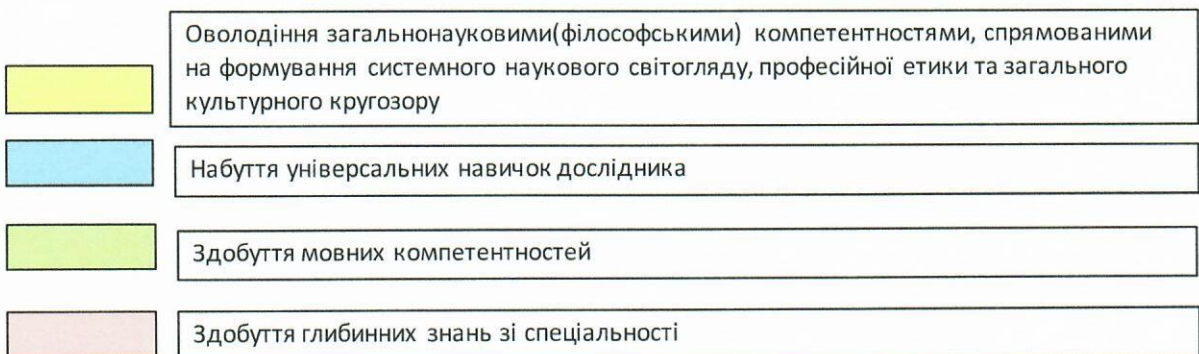 Оволодіння загальнонауковими(філософськими) компетентностями, спрямованими
на формування системного наукового світогляду, професійної етики та загального
культурного кругозору
Набуття універсальних навичок дослідника
Здобуття мовних компетентностей
Здобуття глибинних знань зі спеціальності